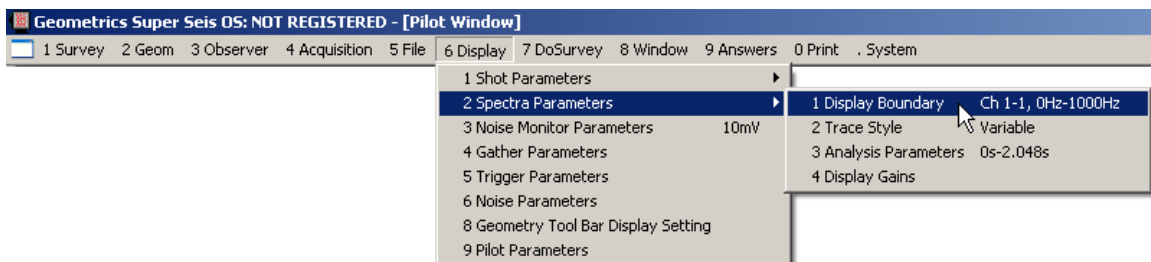 Geometrics Super Seis OS: NOT REGISTERED - [Pilot Window]
1 Survey 2 Geom 3 Observer 4 Acquisition 5 File 6 Display 7 DoSurvey 8 Window 9 Answers 0 Print . System
1 Shot Parameters
2 Spectra Parameters
3 Noise Monitor Parameters 10mV
4 Gather Parameters
5 Trigger Parameters
6 Noise Parameters
8 Geometry Tool Bar Display Setting
9 Pilot Parameters
1 Display Boundary Ch 1-1, 0Hz-1000Hz
2 Trace Style Variable
3 Analysis Parameters 0s-2.048s
4 Display Gains